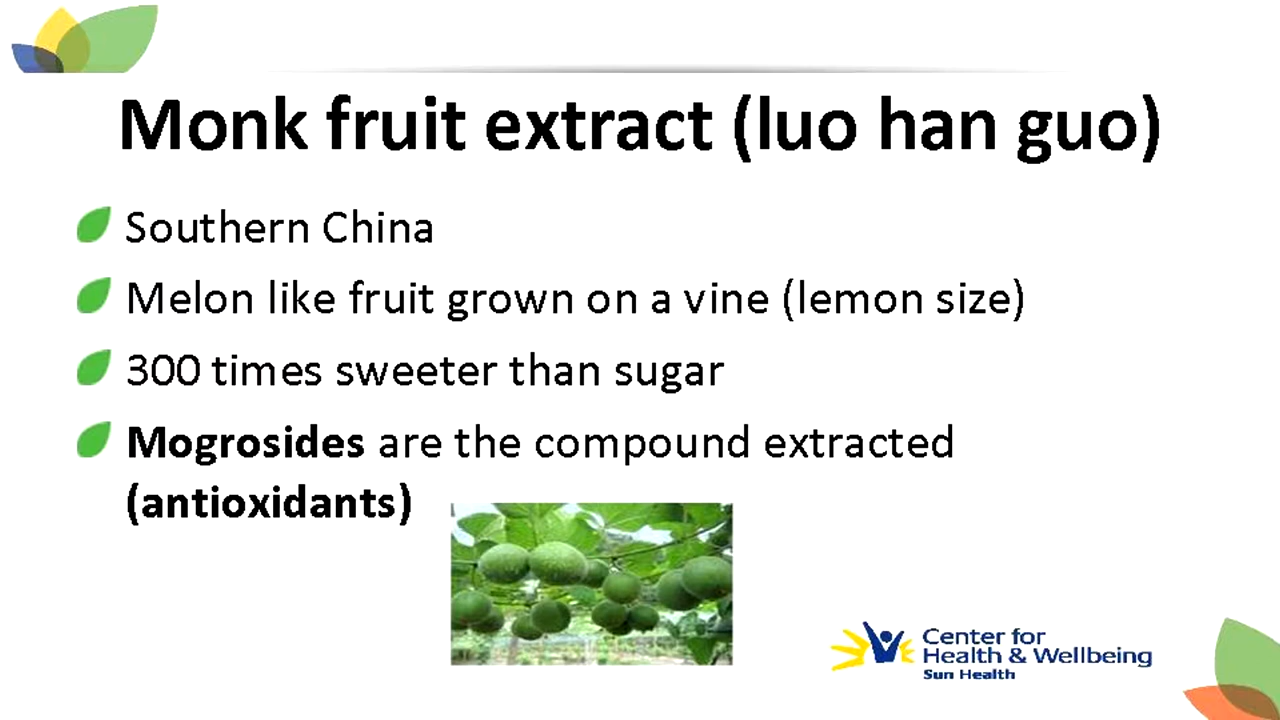 Monk fruit extract (luo han guo)
Southern China
Melon like fruit grown on a vine (lemon size)
300 times sweeter than sugar
Mogrosides are the compound extracted
(antioxidants)
Center for
Health & Wellbeing
Sun Health